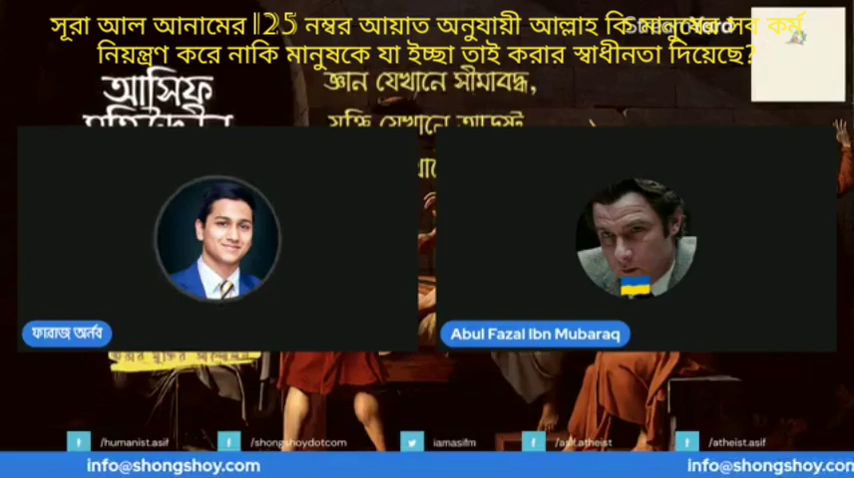 সূরা আল আনামের 125 নম্বর আয়াত অনুযায়ী আল্লাহ কি মানুষের সব কর্ম
নিয়ন্ত্রণ করে নাকি মানুষকে যা ইচ্ছা তাই করার স্বাধীনতা দিয়েছে?
StreamYard
আসিফ
জ্ঞান যেখানে সীমাবদ্ধ,
যেখানে
ফারাজ অর্নব
Abul Fazal Ibn Mubaraq
/humanist.asif
/shongshoydotcom
iamasifm
/asif.atheist
/atheist.asif
info@shongshoy.com
info@shongshoy.com